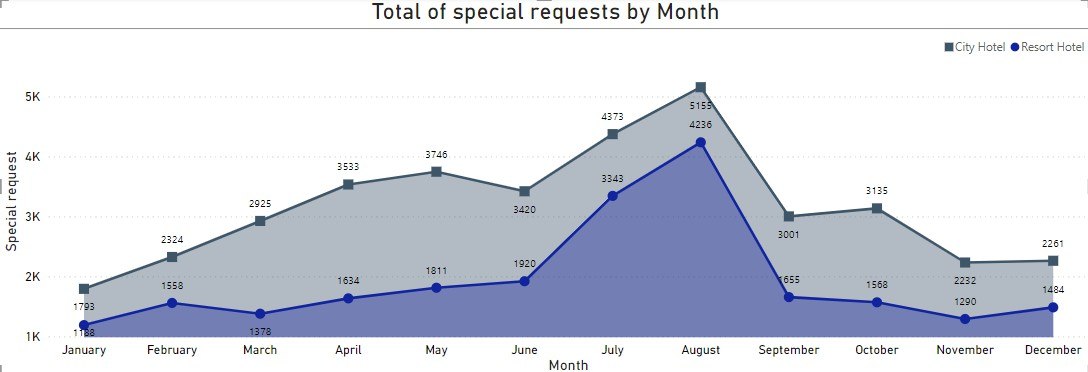 Total of special requests by Month
City Hotel Resort Hotel
Special request
5K
4K
3K
2K
1K
1793 2324 2925 3533 3746 3420 4373 5155 3001 3135 2232 2261
1188 1558 1378 1634 1811 1920 3343 4236 1655 1568 1290 1484
January February March April May June July August September October November December
Month